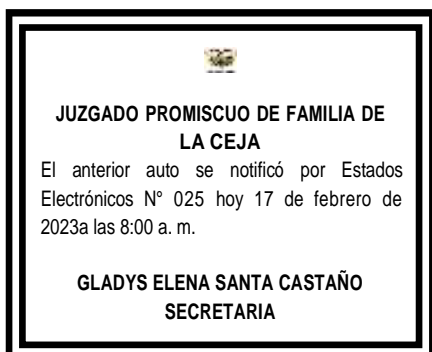 JUZGADO PROMISCUO DE FAMILIA DE
LA CEJA
El anterior auto se notificó por Estados
Electrónicos N° 025 hoy 17 de febrero de
2023a las 8:00 a. m.
GLADYS ELENA SANTA CASTAÑO
SECRETARIA